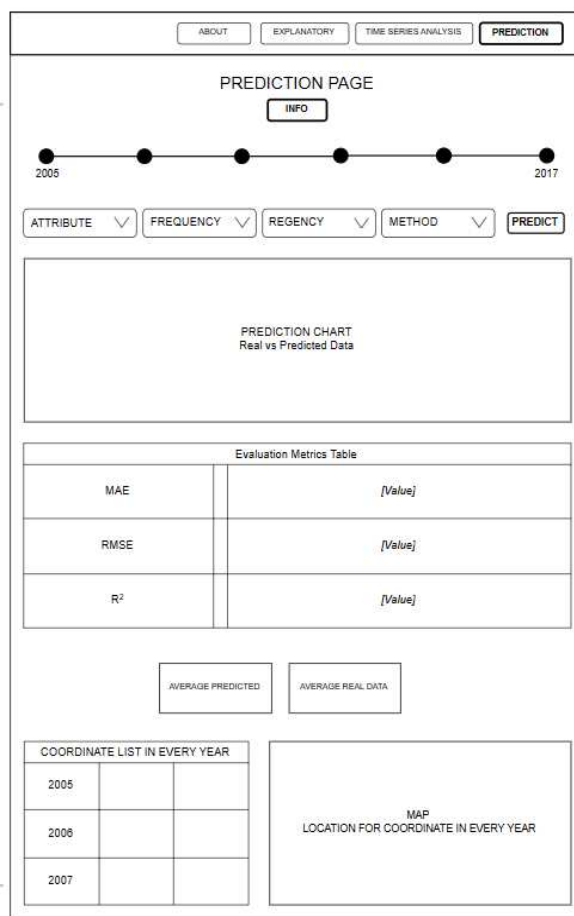 ABOUT
EXPLANATORY
TIME SERIES ANALYSIS
PREDICTION
PREDICTION PAGE
INFO
2005
2017
ATTRIBUTE
FREQUENCY
REGENCY
METHOD
PREDICT
PREDICTION CHART
Real vs Predicted Data
Evaluation Metrics Table
MAE
[Value]
RMSE
[Value]
R²
[Value]
AVERAGE PREDICTED
AVERAGE REAL DATA
COORDINATE LIST IN EVERY YEAR
2005
2006
2007
MAP
LOCATION FOR COORDINATE IN EVERY YEAR